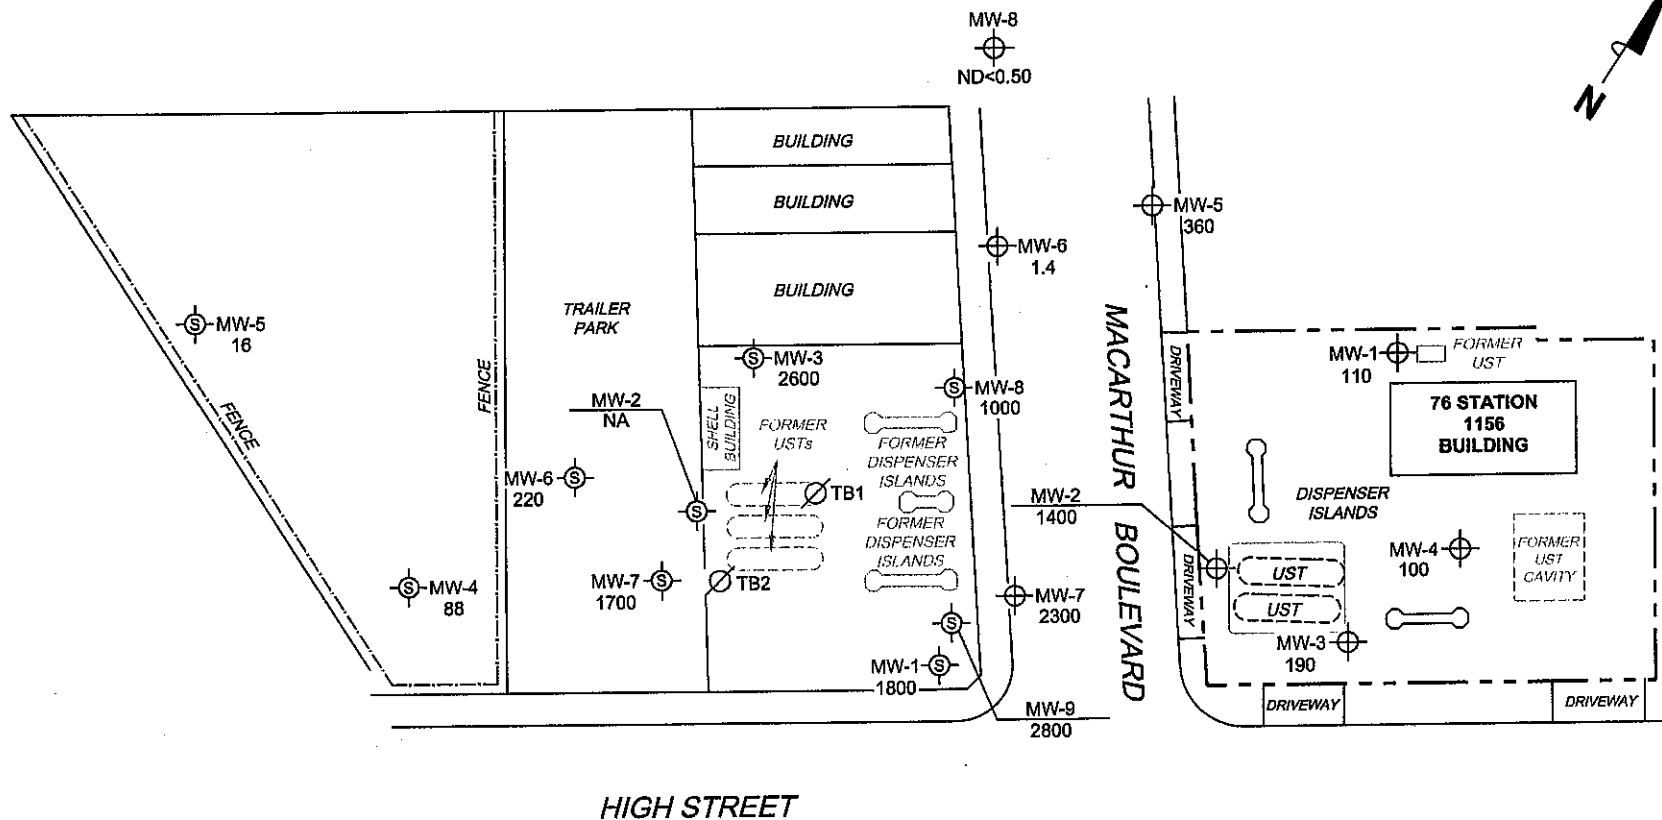 MW-8
ND<0.50
N
BUILDING
BUILDING
BUILDING
TRAILER
PARK
FENCE
FENCE
S
MW-5
16
MW-5
360
MW-6
1.4
S
MW-3
2600
S
MW-8
1000
MW-2
NA
S
SHELL
BUILDING
FORMER
USTs
FORMER
DISPENSER
ISLANDS
FORMER
DISPENSER
ISLANDS
TB1
TB2
MW-6
220
S
MW-7
1700
S
S
MW-4
88
MW-1
1800
S
S
MW-9
2800
MW-7
2300
MW-2
1400
MACARTHUR BOULEVARD
DRIVEWAY
DRIVEWAY
MW-1
110
FORMER
UST
76 STATION
1156
BUILDING
DISPENSER
ISLANDS
UST
UST
MW-4
100
FORMER
UST
CAVITY
MW-3
190
DRIVEWAY
DRIVEWAY
HIGH STREET